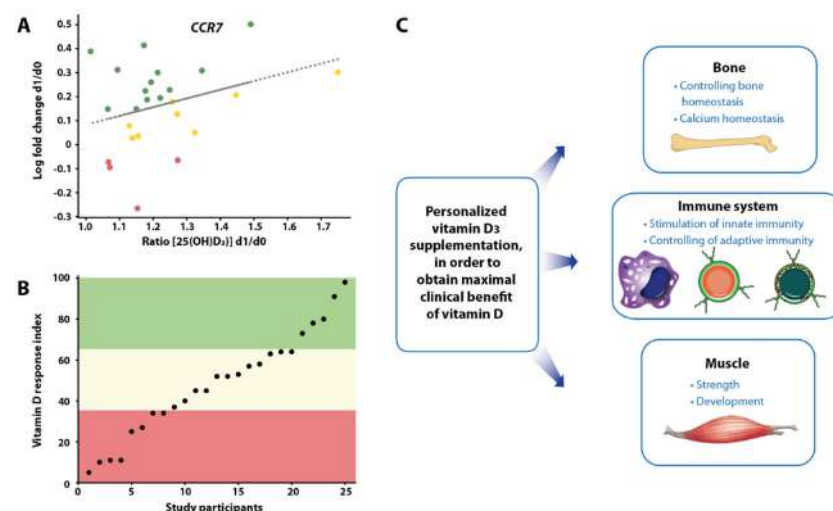 A
CCR7
Log fold change d1/d0
0.5
0.4
0.3
0.2
0.1
0
-0.1
-0.2
-0.3
1.0 1.1 1.2 1.3 1.4 1.5 1.6 1.7
Ratio [25(OH)D₃)] d1/d0
B
Vitamin D response index
100
80
60
40
20
0
0 5 10 15 20 25
Study participants
C
Personalized
vitamin D3
supplementation,
in order to
obtain maximal
clinical benefit
of vitamin D
Bone
• Controlling bone
homeostasis
• Calcium homeostasis
Immune system
• Stimulation of innate immunity
• Controlling of adaptive immunity
Muscle
• Strength
• Development